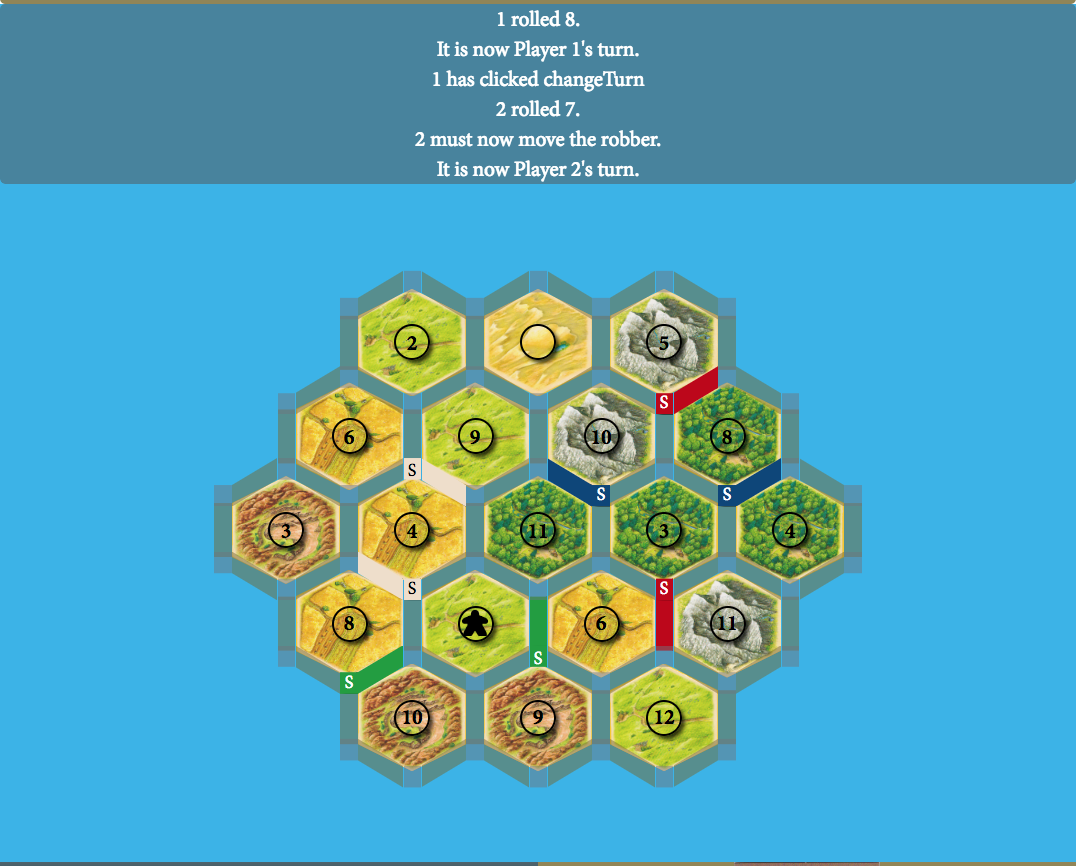 1 rolled 8.
It is now Player 1's turn.
1 has clicked changeTurn
2 rolled 7.
2 must now move the robber.
It is now Player 2's turn.
2
5
S
6
9
10
8
S
S
S
3
4
11
3
4
S
S
8
6
11
S
S
10
9
12